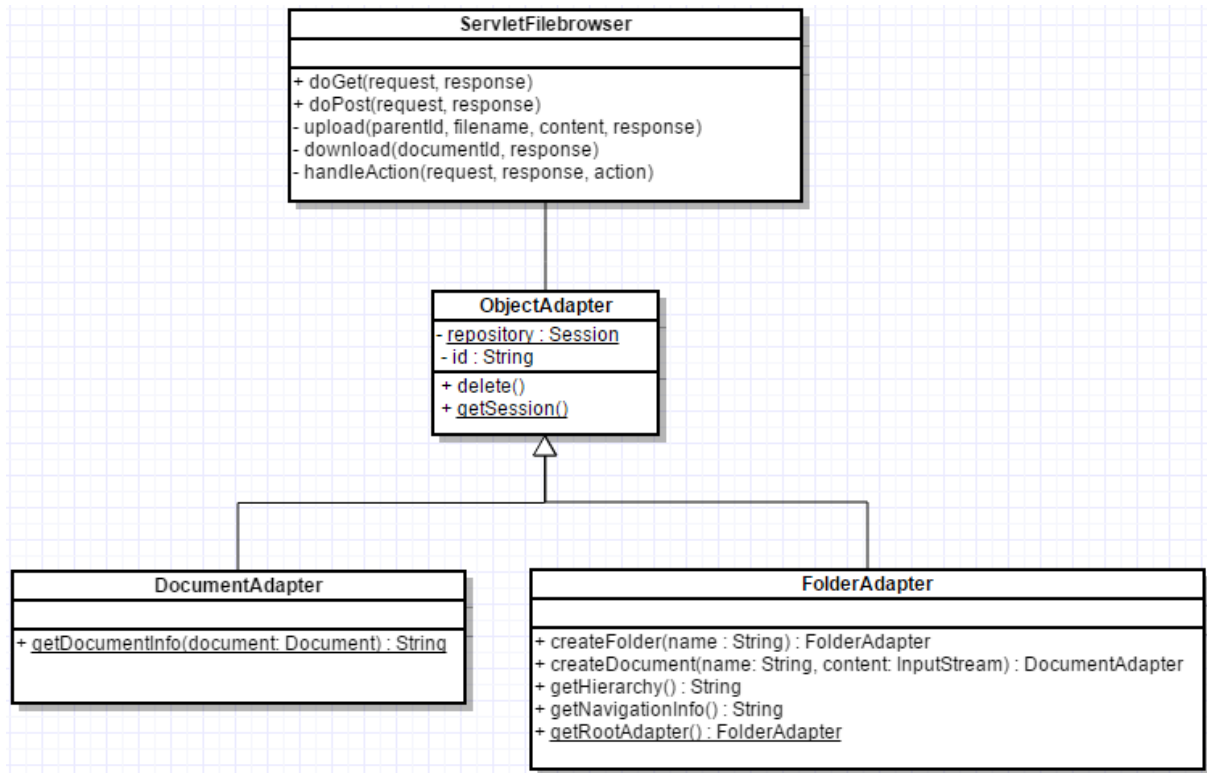 ServletFilebrowser
+ doGet(request, response)
+ doPost(request, response)
- upload(parentId, filename, content, response)
- download(documentId, response)
- handleAction(request, response, action)
ObjectAdapter
- repository : Session
- id : String
+ delete()
+ getSession()
DocumentAdapter
+ getDocumentInfo(document: Document) : String
FolderAdapter
+ createFolder(name : String) : FolderAdapter
+ createDocument(name: String, content: InputStream) : DocumentAdapter
+ getHierarchy() : String
+ getNavigationInfo() : String
+ getRootAdapter() : FolderAdapter